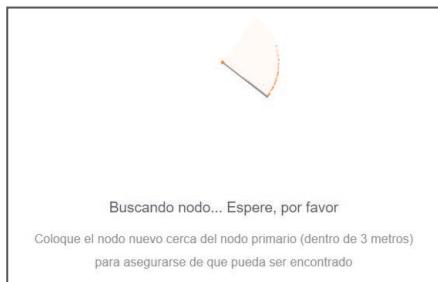 Buscando nodo... Espere, por favor
Coloque el nodo nuevo cerca del nodo primario (dentro de 3 metros)
para asegurarse de que pueda ser encontrado